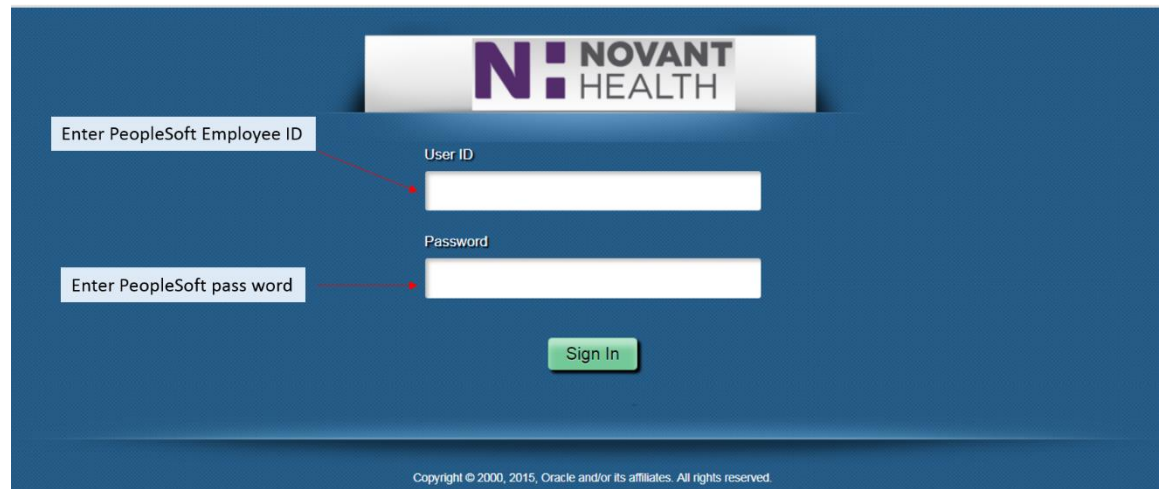 NOVANT
HEALTH
Enter PeopleSoft Employee ID
User ID
Password
Enter PeopleSoft pass word
Sign In
Copyright © 2000, 2015, Oracle and/or its affiliates. All rights reserved.